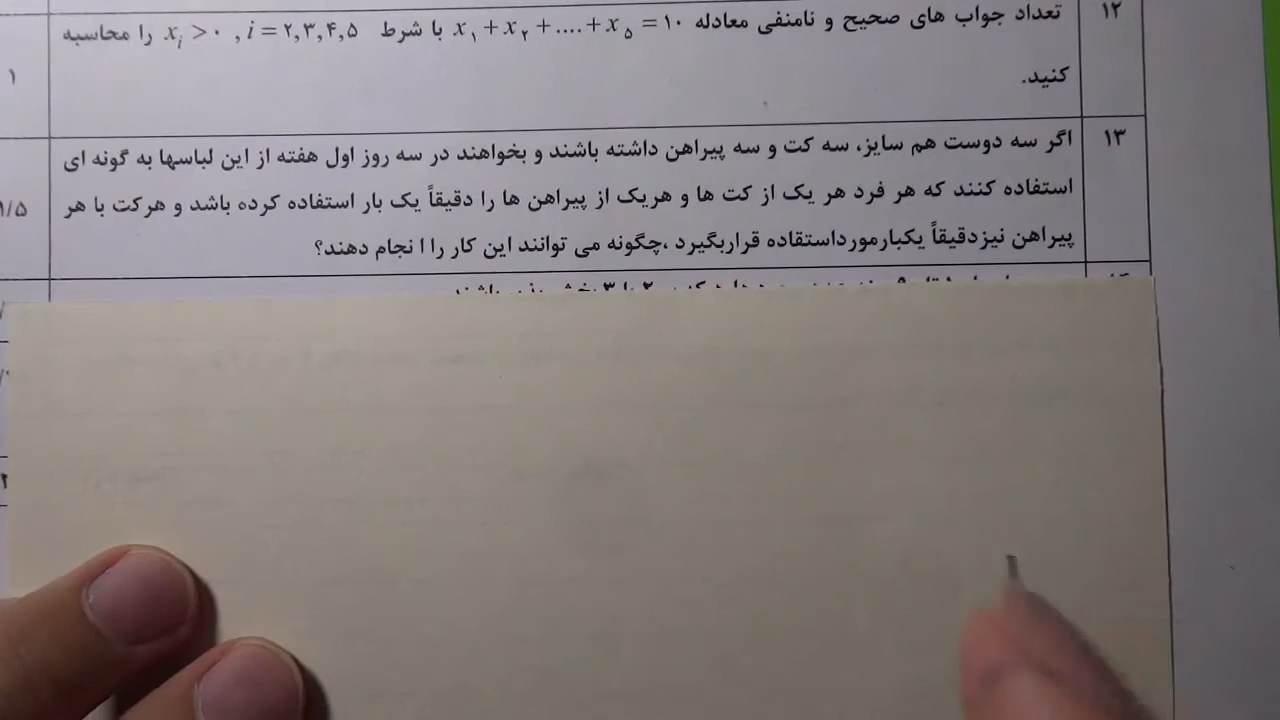 ۱۲ تعداد جواب های صحیح و نامنفی معادله x۱ + x۲ + .... + x۵ = ۱۰ با شرط xi > ۰ , i = ۲,۳,۴,۵ را محاسبه
کنید.
۱
۱۳ اگر سه دوست هم سایز، سه کت و سه پیراهن داشته باشند و بخواهند در سه روز اول هفته از این لباسها به گونه ای
استفاده کنند که هر فرد هر یک از کت ها و هریک از پیراهن ها را دقیقاً یک بار استفاده کرده باشد و هرکت با هر
۱/۵
پیراهن نیزدقیقاً یکبارمورداستقاده قراربگیرد ،چگونه می توانند این کار را ا نجام دهند؟